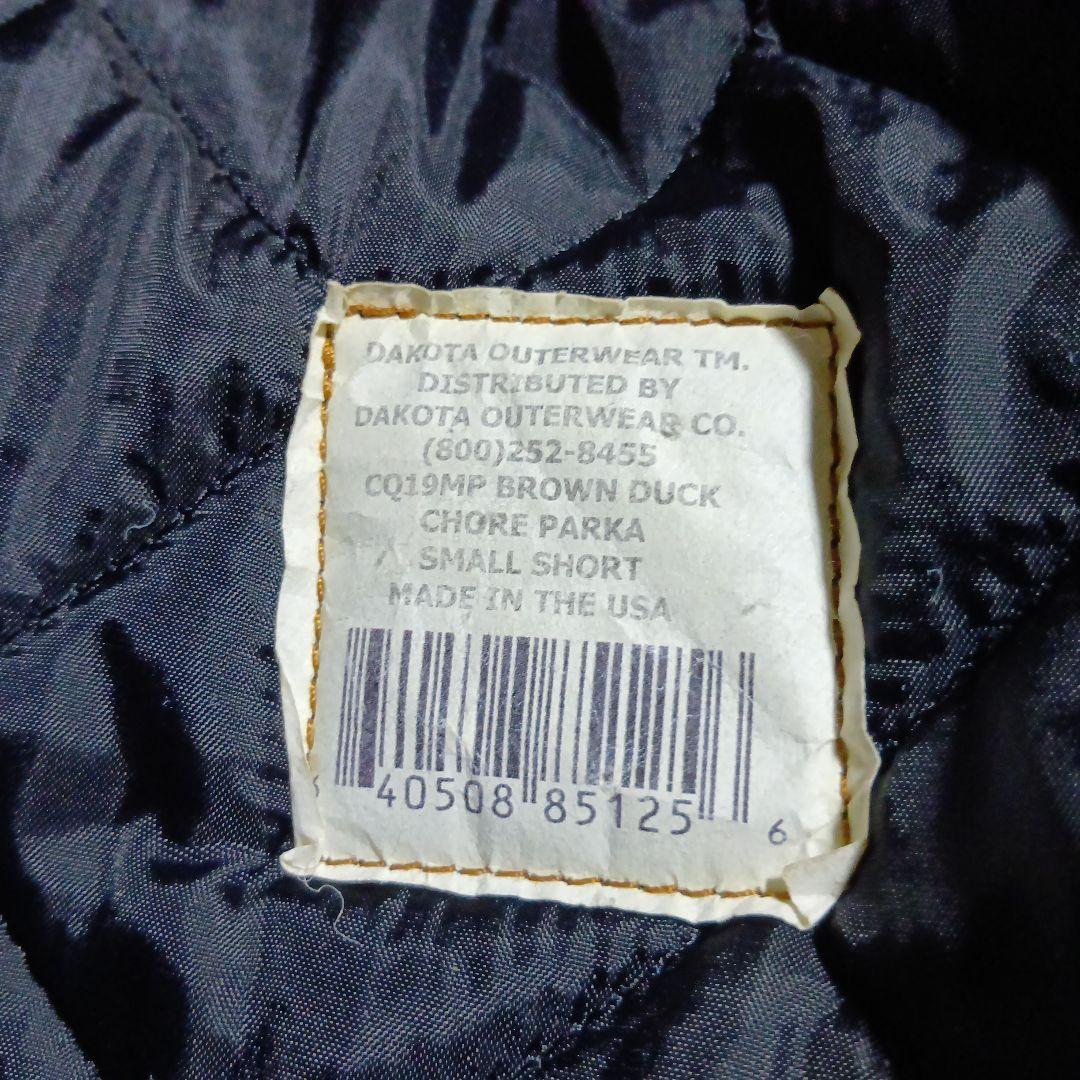 DAKOTA OUTERWEAR TM.
DISTRIBUTED BY
DAKOTA OUTERWEAR CO.
(800)252-8455
CQ19MP BROWN DUCK
CHORE PARKA
SMALL SHORT
MADE IN THE USA
40508 85125 6